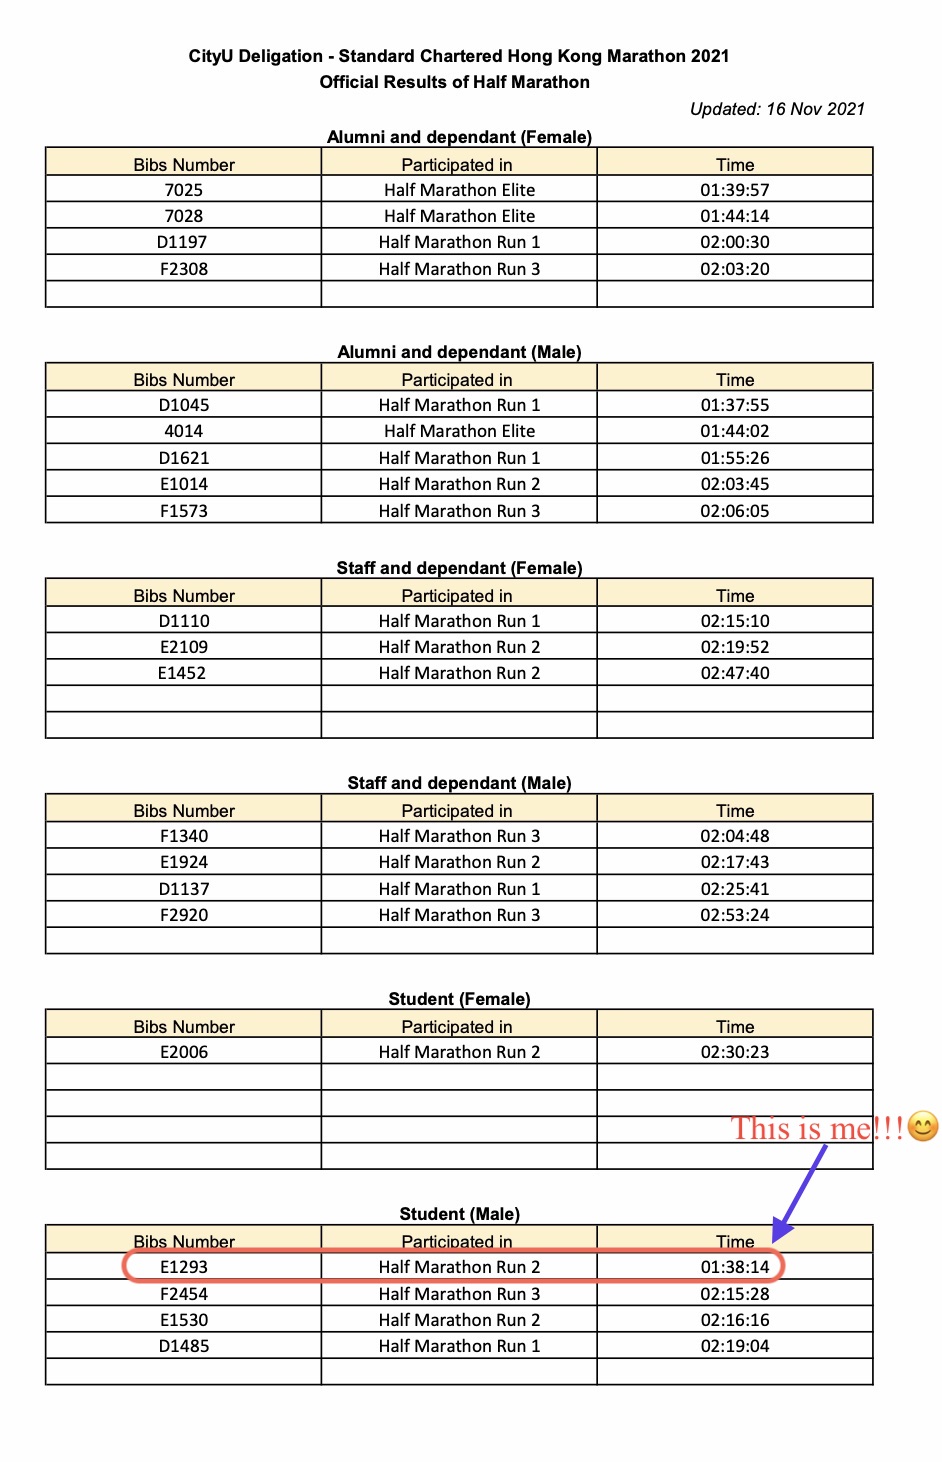 CityU Deligation - Standard Chartered Hong Kong Marathon 2021
Official Results of Half Marathon
Updated: 16 Nov 2021
Alumni and dependant (Female)
Bibs Number Participated in Time
7025 Half Marathon Elite 01:39:57
7028 Half Marathon Elite 01:44:14
D1197 Half Marathon Run 1 02:00:30
F2308 Half Marathon Run 3 02:03:20
Alumni and dependant (Male)
Bibs Number Participated in Time
D1045 Half Marathon Run 1 01:37:55
4014 Half Marathon Elite 01:44:02
D1621 Half Marathon Run 1 01:55:26
E1014 Half Marathon Run 2 02:03:45
F1573 Half Marathon Run 3 02:06:05
Staff and dependant (Female)
Bibs Number Participated in Time
D1110 Half Marathon Run 1 02:15:10
E2109 Half Marathon Run 2 02:19:52
E1452 Half Marathon Run 2 02:47:40
Staff and dependant (Male)
Bibs Number Participated in Time
F1340 Half Marathon Run 3 02:04:48
E1924 Half Marathon Run 2 02:17:43
D1137 Half Marathon Run 1 02:25:41
F2920 Half Marathon Run 3 02:53:24
Student (Female)
Bibs Number Participated in Time
E2006 Half Marathon Run 2 02:30:23
This is me!!!😊
Student (Male)
Bibs Number Participated in Time
E1293 Half Marathon Run 2 01:38:14
F2454 Half Marathon Run 3 02:15:28
E1530 Half Marathon Run 2 02:16:16
D1485 Half Marathon Run 1 02:19:04